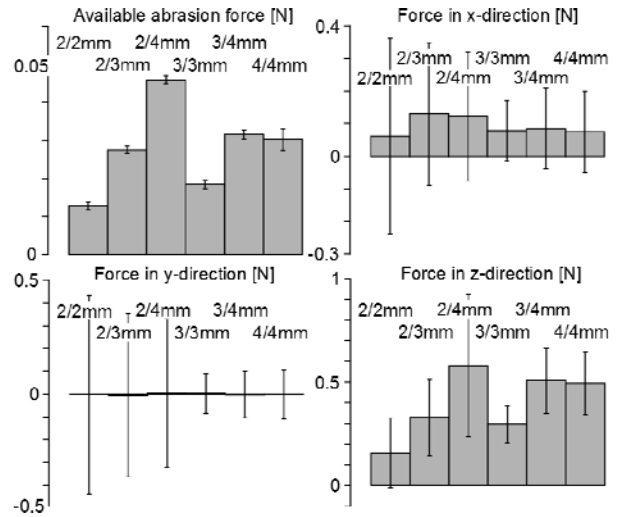 Available abrasion force [N]
2/2mm 2/4mm 3/4mm
0.05
2/3mm 3/3mm 4/4mm
0
Force in x-direction [N]
0.4
2/3mm 3/3mm 4/4mm
2/2mm 2/4mm 3/4mm
0
-0.3
Force in y-direction [N]
0.5
2/2mm 2/4mm 3/4mm
2/3mm 3/3mm 4/4mm
0
-0.5
Force in z-direction [N]
1
2/2mm 2/4mm 3/4mm
2/3mm 3/3mm 4/4mm
0.5
0